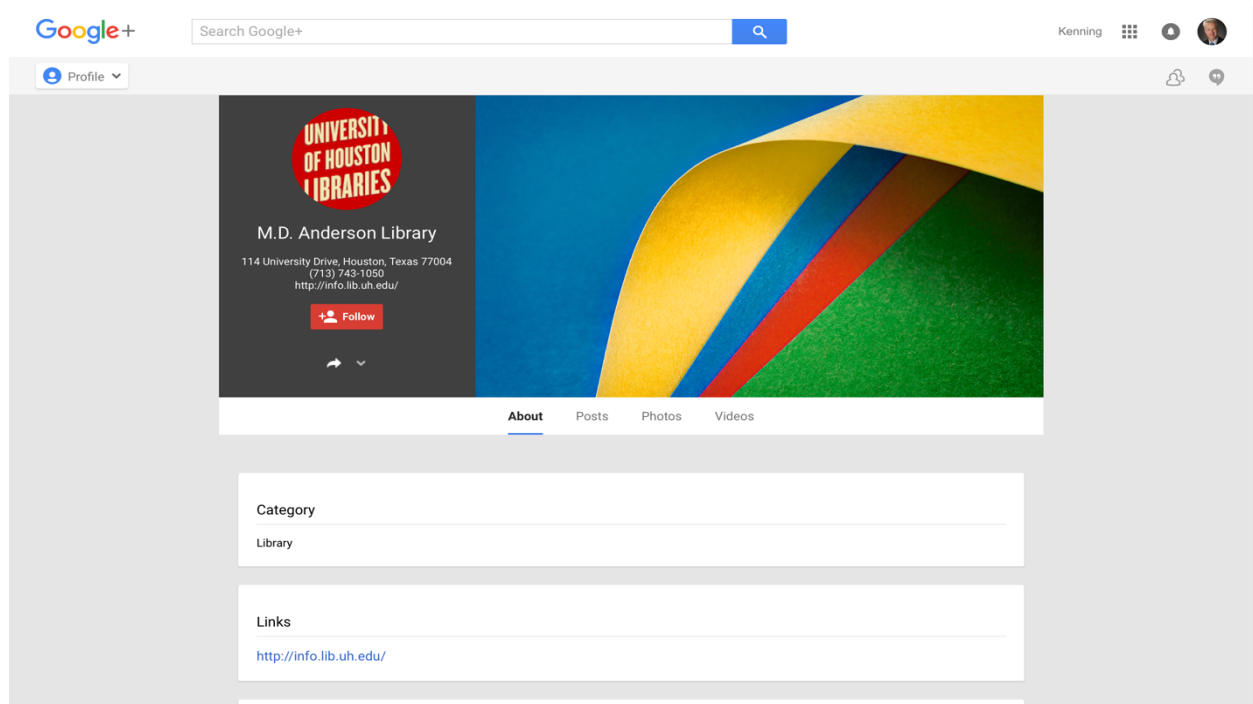 Google+
Search Google+
Kenning
Profile
UNIVERSITY
OF HOUSTON
LIBRARIES
M.D. Anderson Library
114 University Drive, Houston, Texas 77004
(713) 743-1050
http://info.lib.uh.edu/
Follow
About Posts Photos Videos
Category
Library
Links
http://info.lib.uh.edu/